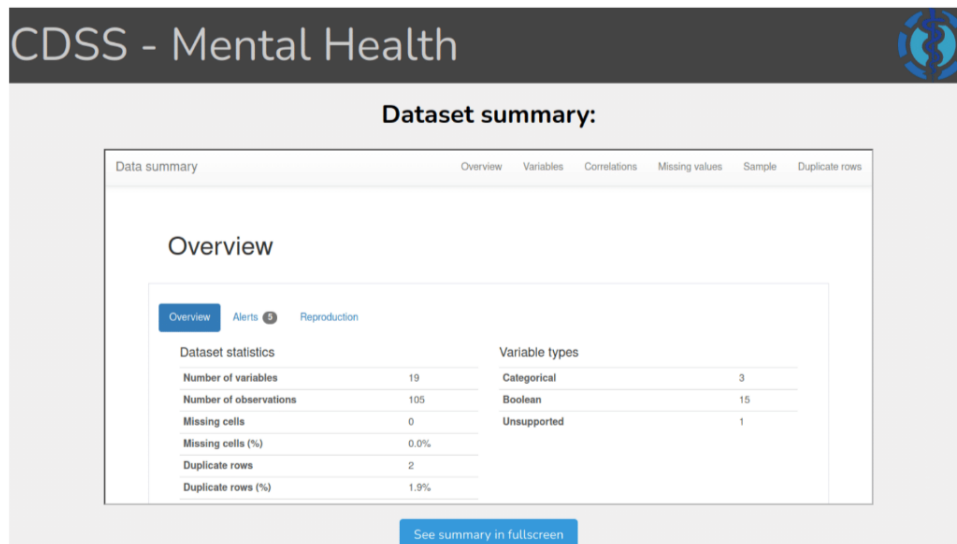 CDSS - Mental Health
Dataset summary:
Data summary Overview Variables Correlations Missing values Sample Duplicate rows
Overview
Overview Alerts 5 Reproduction
Dataset statistics Variable types
Number of variables 19 Categorical 3
Number of observations 105 Boolean 15
Missing cells 0 Unsupported 1
Missing cells (%) 0.0%
Duplicate rows 2
Duplicate rows (%) 1.9%
See summary in fullscreen